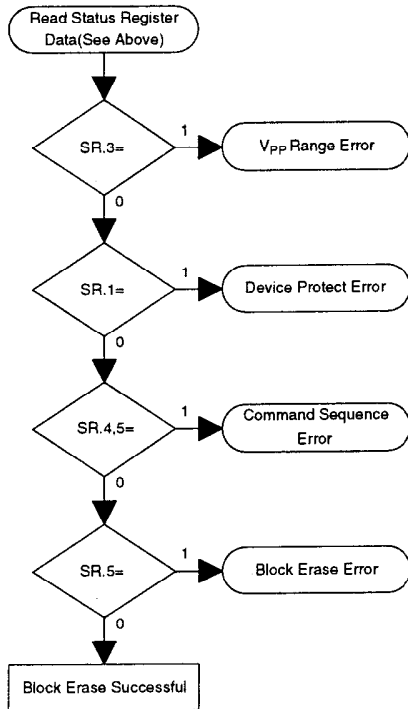 Read Status Register
Data(See Above)
SR.3=
1
VPP Range Error
0
SR.1=
1
Device Protect Error
0
SR.4,5=
1
Command Sequence
Error
0
SR.5=
1
Block Erase Error
0
Block Erase Successful